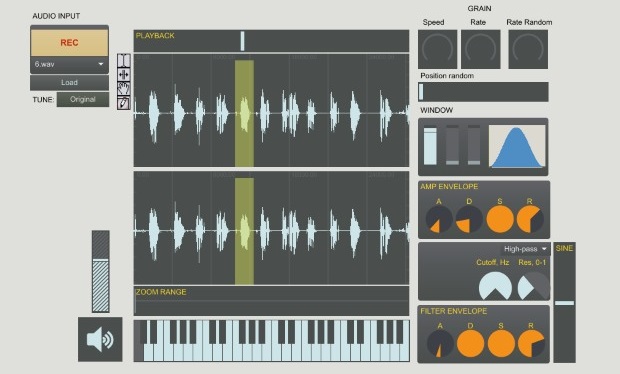 AUDIO INPUT
REC
6.wav
Load
TUNE: Original
PLAYBACK
ZOOM RANGE
GRAIN
Speed Rate Rate Random
Position random
WINDOW
AMP ENVELOPE
A D S R
High-pass
Cutoff, Hz Res, 0-1
SINE
FILTER ENVELOPE
A D S R